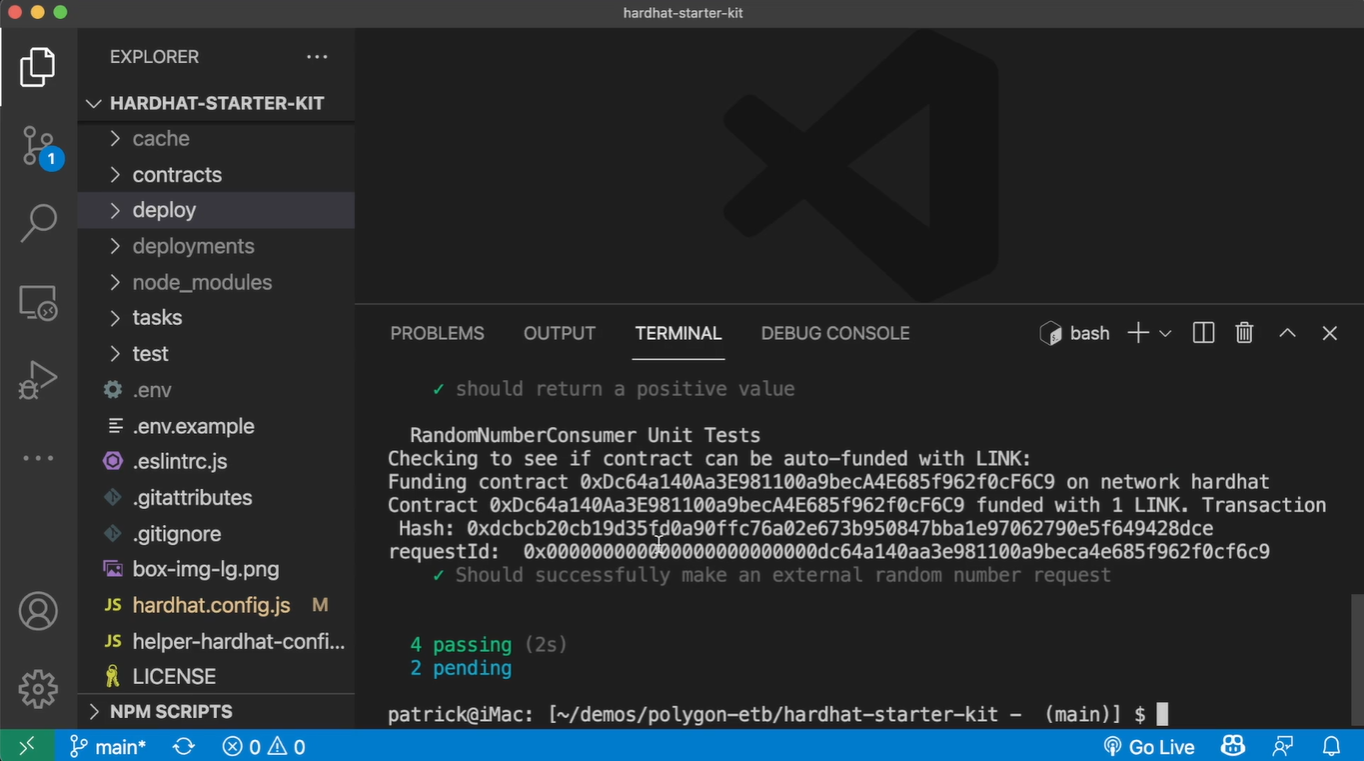 hardhat-starter-kit
EXPLORER
HARDHAT-STARTER-KIT
cache
contracts
deploy
deployments
node_modules
tasks
test
.env
.env.example
.eslintrc.js
.gitattributes
.gitignore
box-img-lg.png
JS hardhat.config.js M
JS helper-hardhat-confi...
LICENSE
NPM SCRIPTS
1
PROBLEMS OUTPUT TERMINAL DEBUG CONSOLE bash
✓ should return a positive value
RandomNumberConsumer Unit Tests
Checking to see if contract can be auto-funded with LINK:
Funding contract 0xDc64a140Aa3E981100a9becA4E685f962f0cF6C9 on network hardhat
Contract 0xDc64a140Aa3E981100a9becA4E685f962f0cF6C9 funded with 1 LINK. Transaction
Hash: 0xdcbcb20cb19d35fd0a90ffc76a02e673b950847bba1e97062790e5f649428dce
requestId: 0x000000000000000000000000dc64a140aa3e981100a9beca4e685f962f0cf6c9
✓ Should successfully make an external random number request
4 passing (2s)
2 pending
patrick@iMac: [~/demos/polygon-etb/hardhat-starter-kit - (main)] $
main* 0 0 Go Live